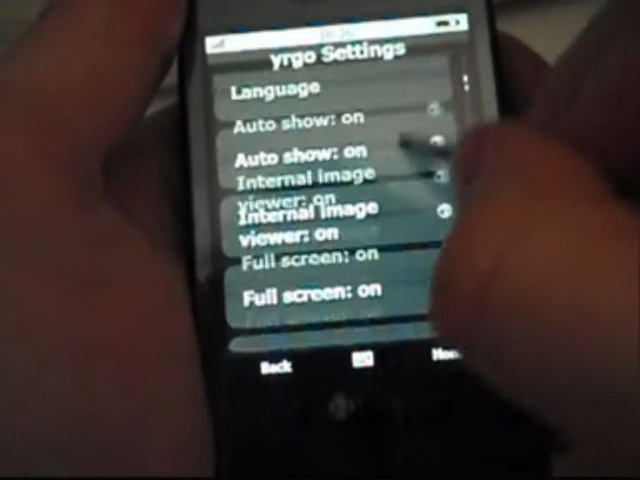 yrgo Settings
Language
Auto show: on
Auto show: on
Internal image
viewer: on
Internal image
viewer: on
Full screen: on
Full screen: on
Back